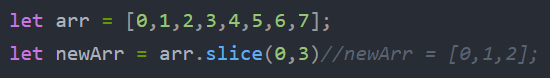 let arr = [0,1,2,3,4,5,6,7];
let newArr = arr.slice(0,3)//newArr = [0,1,2];